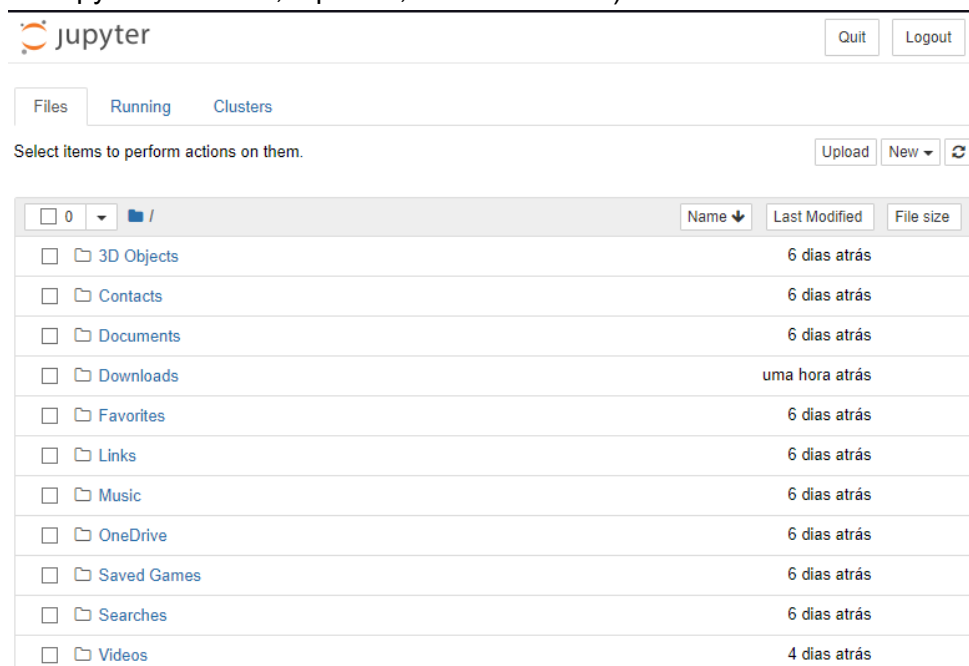 jupyter
Quit Logout
Files Running Clusters
Select items to perform actions on them.
Upload New
0 / Name Last Modified File size
3D Objects 6 dias atrás
Contacts 6 dias atrás
Documents 6 dias atrás
Downloads uma hora atrás
Favorites 6 dias atrás
Links 6 dias atrás
Music 6 dias atrás
OneDrive 6 dias atrás
Saved Games 6 dias atrás
Searches 6 dias atrás
Videos 4 dias atrás